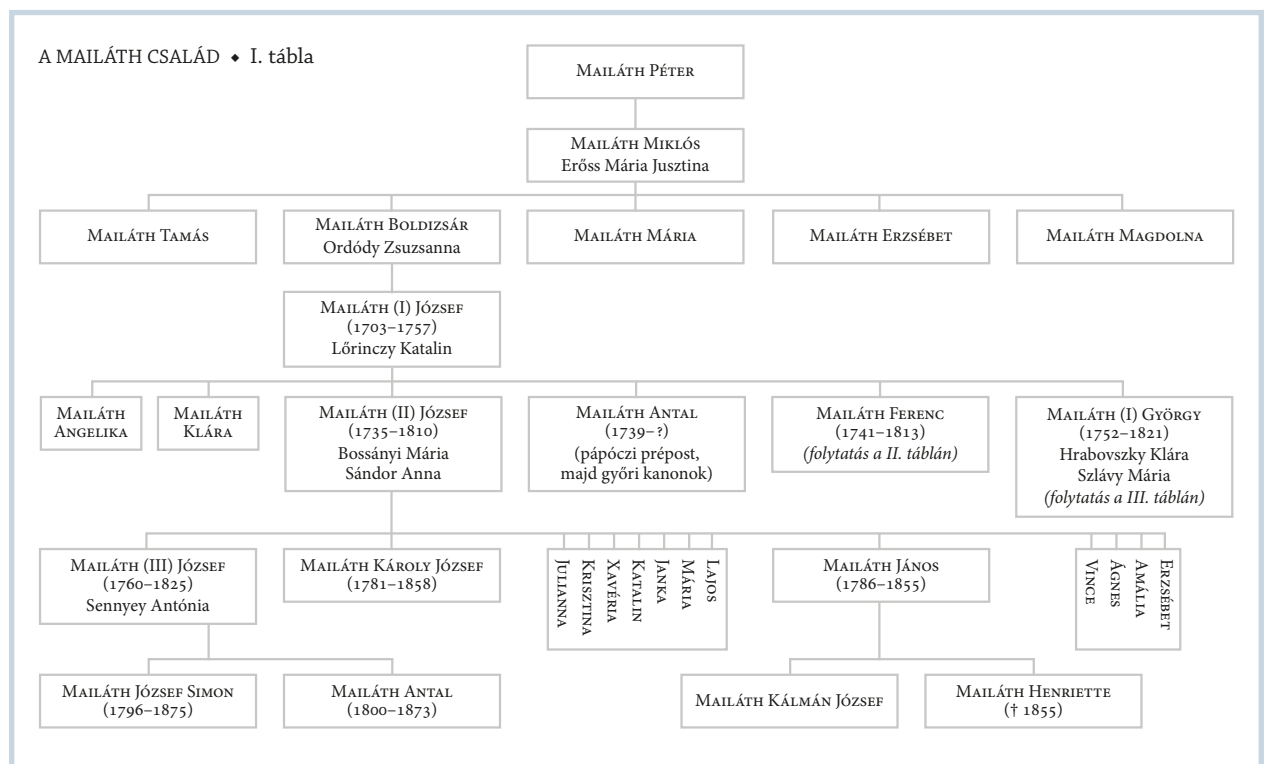 A MAILÁTH CSALÁD ◆ I. tábla
Mailáth Péter
Mailáth Miklós
Erőss Mária Jusztina
Mailáth Tamás
Mailáth Boldizsár
Ordódy Zsuzsanna
Mailáth Mária
Mailáth Erzsébet
Mailáth Magdolna
Mailáth (I) József
(1703–1757)
Lőrinczy Katalin
Mailáth
Angelika
Mailáth
Klára
Mailáth (II) József
(1735–1810)
Bossányi Mária
Sándor Anna
Mailáth Antal
(1739–?)
(pápóczi prépost,
majd győri kanonok)
Mailáth Ferenc
(1741–1813)
(folytatás a II. táblán)
Mailáth (I) György
(1752–1821)
Hrabovszky Klára
Szlávy Mária
(folytatás a III. táblán)
Mailáth (III) József
(1760–1825)
Sennyey Antónia
Mailáth Károly József
(1781–1858)
Julianna
Krisztina
Xavéria
Katalin
Janka
Mária
Lajos
Mailáth János
(1786–1855)
Vince
Ágnes
Amália
Erzsébet
Mailáth József Simon
(1796–1875)
Mailáth Antal
(1800–1873)
Mailáth Kálmán József
Mailáth Henriette
(† 1855)